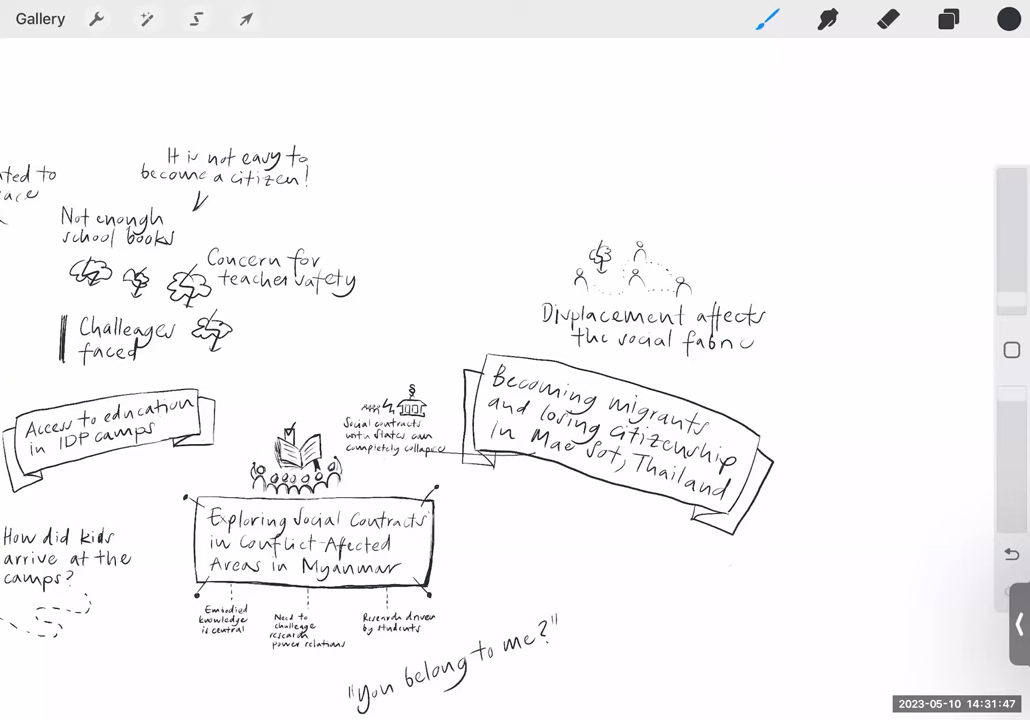 Gallery
It is not easy to
become a citizen!
Not enough
school books
Concern for
teacher safety
Challenges
faced
Access to education
in IDP camps
How did kids
arrive at the
camps?
Social contracts
with states can
completely collapse
Exploring Social Contracts
in Conflict-Affected
Areas in Myanmar
Embodied
knowledge
is central
Need to
challenge
research
power relations
Research driven
by students
"you belong to me?"
Displacement affects
the social fabric
Becoming migrants
and losing citizenship
in Mae Sot, Thailand
2023-05-10 14:31:47